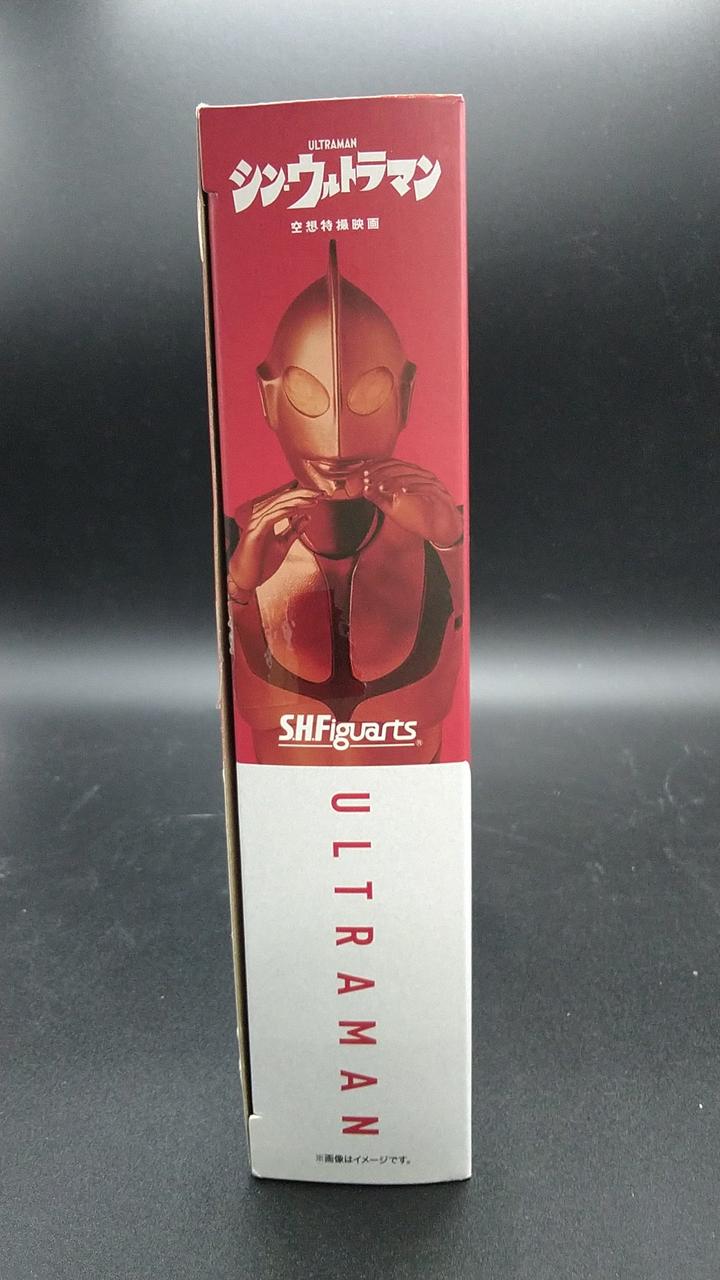 ULTRAMAN
シン・ウルトラマン
空想特撮映画
S.H.Figuarts®
ULTRAMAN
※画像はイメージです。